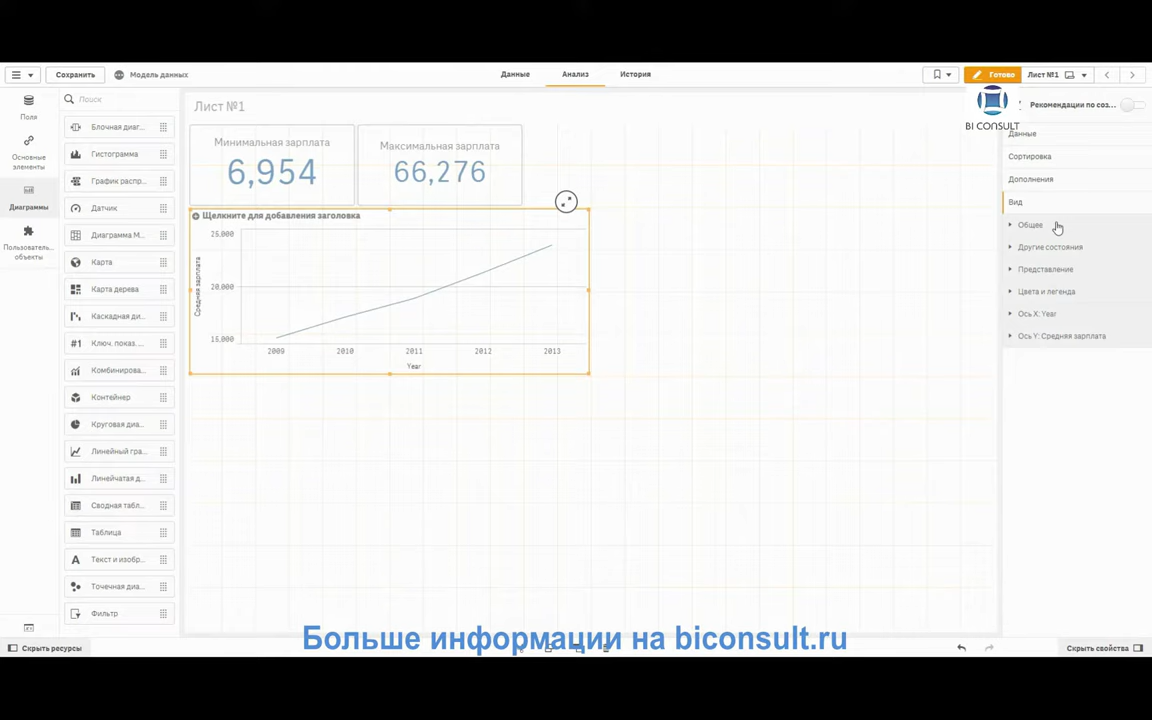 Сохранить
Модель данных
Данные
Анализ
История
Готово
Лист №1
Поля
Основные
элементы
Диаграммы
Пользователь..
объекты
Поиск
Блочная диаг...
Гистограмма
График распр...
Датчик
Диаграмма М...
Карта
Карта дерева
Каскадная ди...
#1 Ключ. показ. ...
Комбинирова...
Контейнер
Круговая диа...
Линейный гра...
Линейчатая д...
Сводная табл...
Таблица
A Текст и изобр...
Точечная диа...
Фильтр
Лист №1
Минимальная зарплата
6,954
Максимальная зарплата
66,276
Щелкните для добавления заголовка
25,000
20,000
15,000
Средняя зарплата
2009 2010 2011 2012 2013
Year
BI CONSULT
Рекомендации по соз...
Данные
Сортировка
Дополнения
Вид
Общее
Другие состояния
Представление
Цвета и легенда
Ось X: Year
Ось Y: Средняя зарплата
Скрыть ресурсы
Больше информации на biconsult.ru
Скрыть свойства